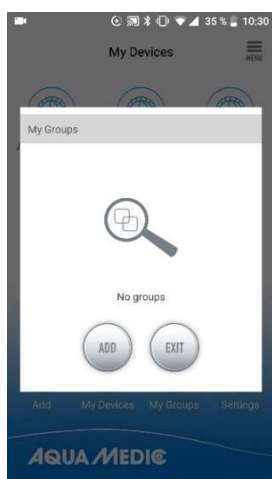 35 % 10:30
My Devices
MENU
My Groups
No groups
ADD EXIT
Add My Devices My Groups Settings
AQUA MEDIC